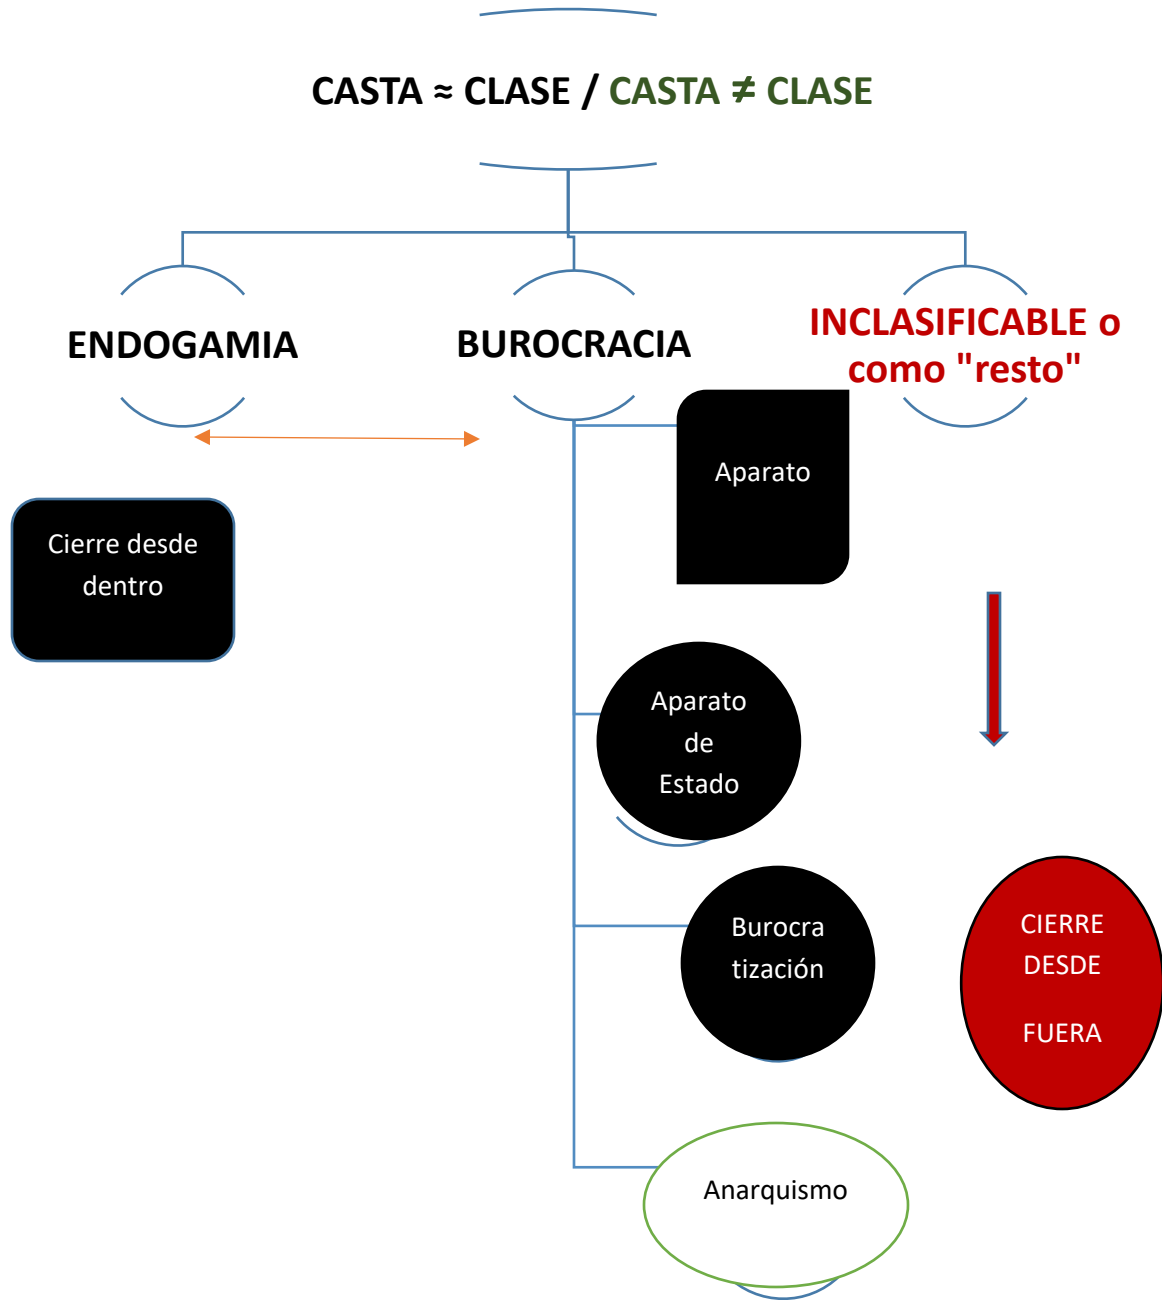 CASTA ≈ CLASE / CASTA ≠ CLASE
ENDOGAMIA
BUROCRACIA
INCLASIFICABLE o
como "resto"
Cierre desde
dentro
Aparato
Aparato
de
Estado
Burocra
tización
CIERRE
DESDE
FUERA
Anarquismo